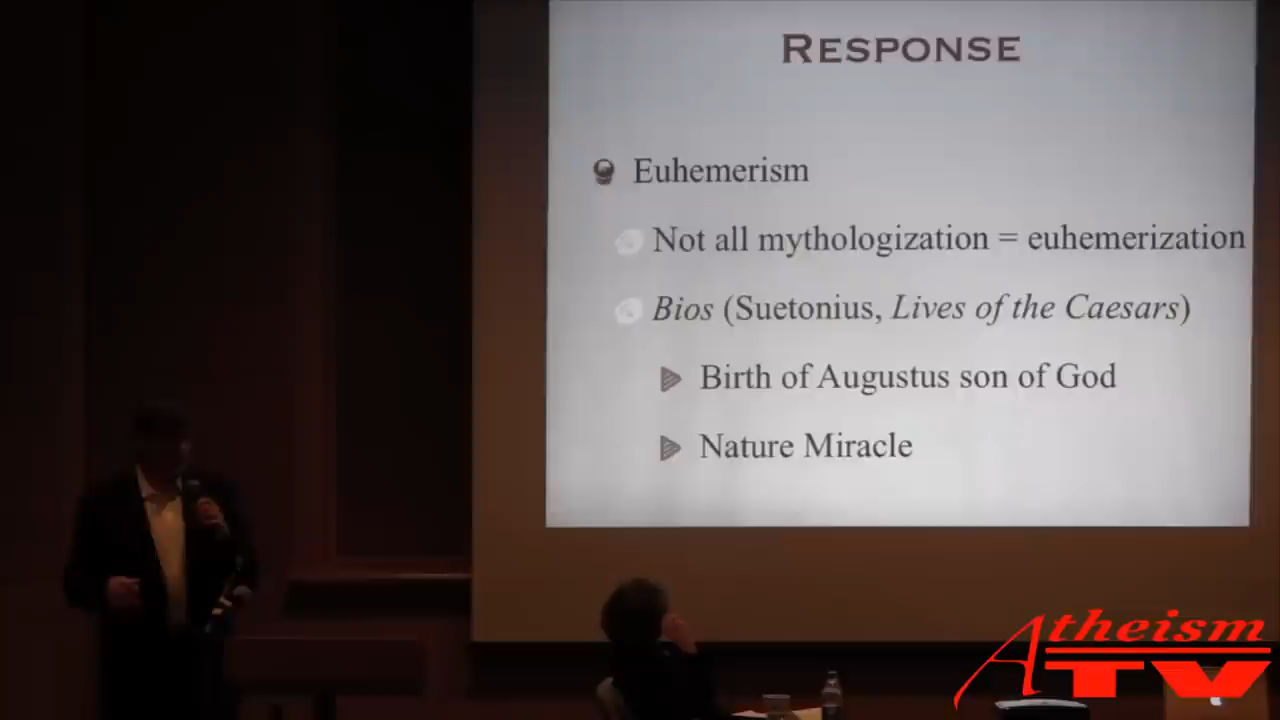 RESPONSE
Euhemerism
Not all mythologization = euhemerization
Bios (Suetonius, Lives of the Caesars)
Birth of Augustus son of God
Nature Miracle
Atheism
TV